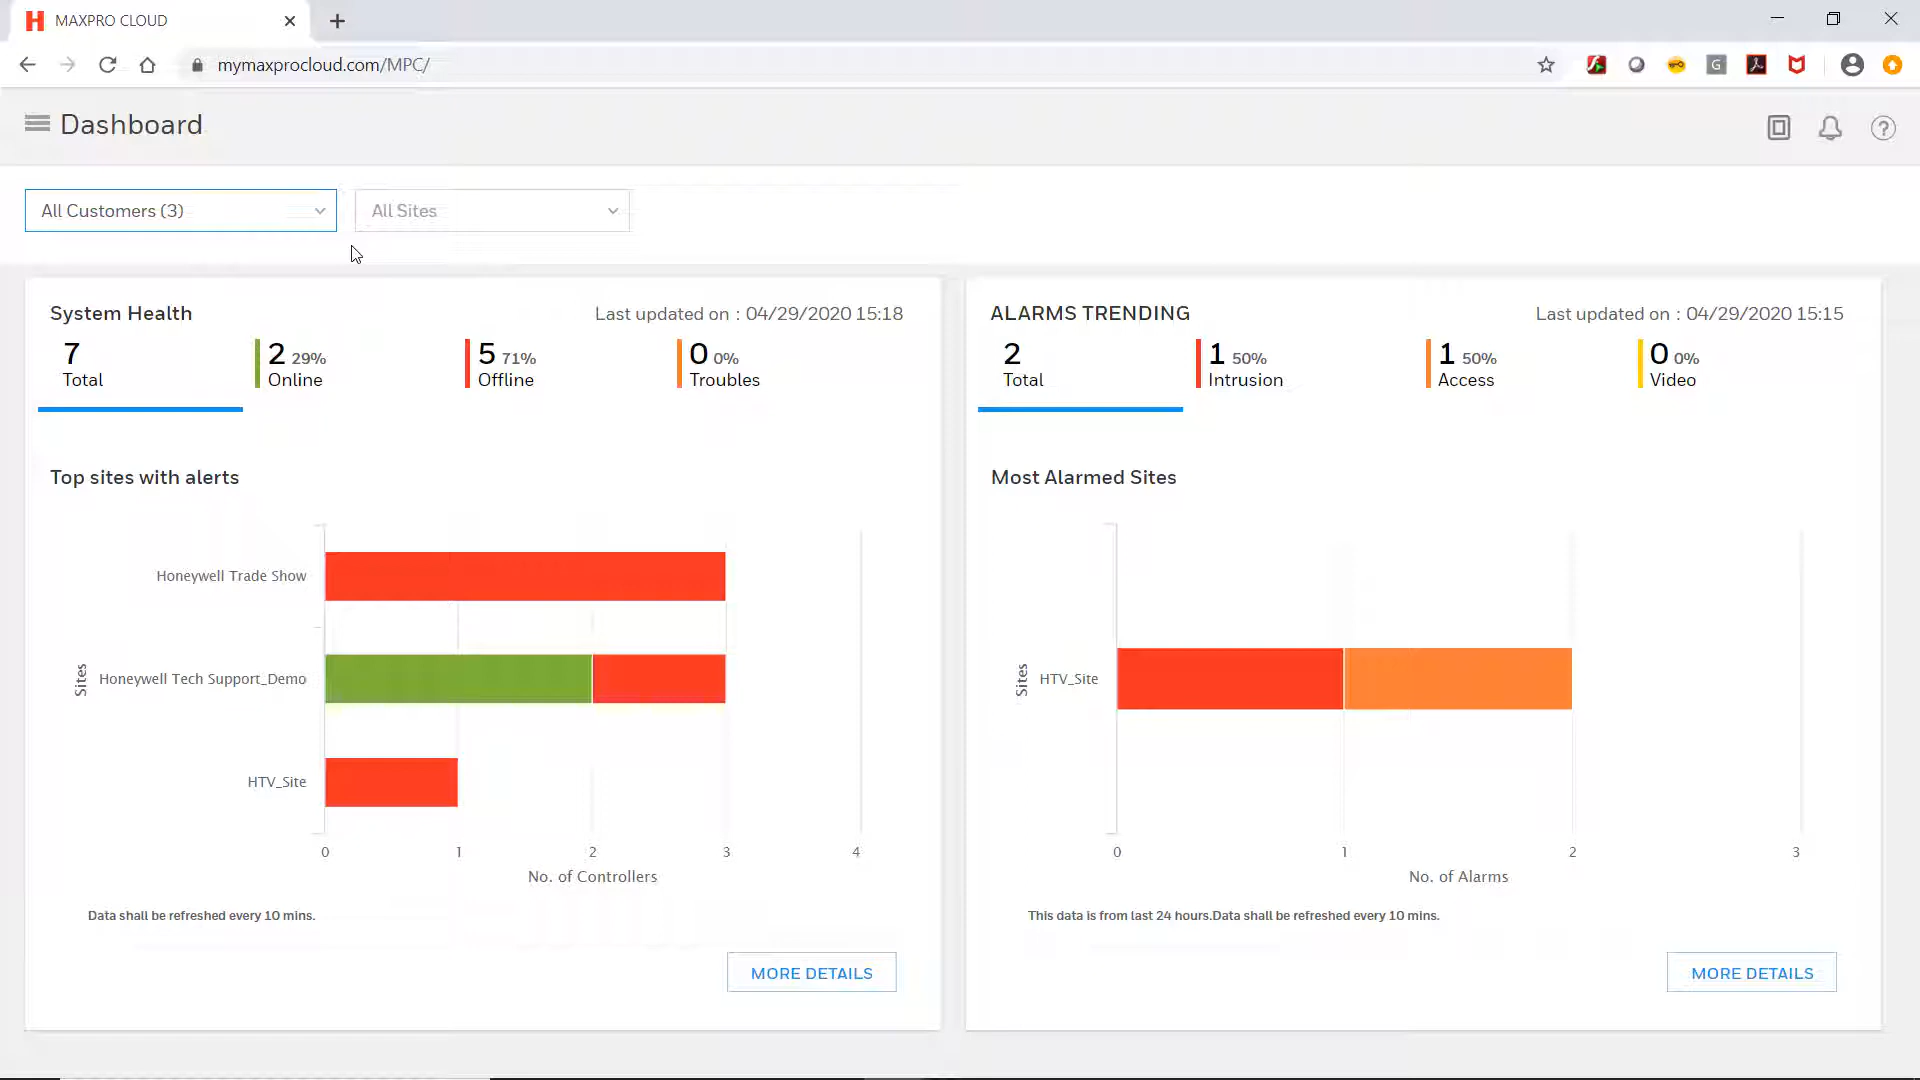 MAXPRO CLOUD
mymaxprocloud.com/MPC/
Dashboard
All Customers (3)
All Sites
System Health
Last updated on : 04/29/2020 15:18
7
Total
2 29%
Online
5 71%
Offline
0 0%
Troubles
Top sites with alerts
Sites
Honeywell Trade Show
Honeywell Tech Support_Demo
HTV_Site
0 1 2 3 4
No. of Controllers
Data shall be refreshed every 10 mins.
MORE DETAILS
ALARMS TRENDING
Last updated on : 04/29/2020 15:15
2
Total
1 50%
Intrusion
1 50%
Access
0 0%
Video
Most Alarmed Sites
Sites
HTV_Site
0 1 2 3
No. of Alarms
This data is from last 24 hours.Data shall be refreshed every 10 mins.
MORE DETAILS